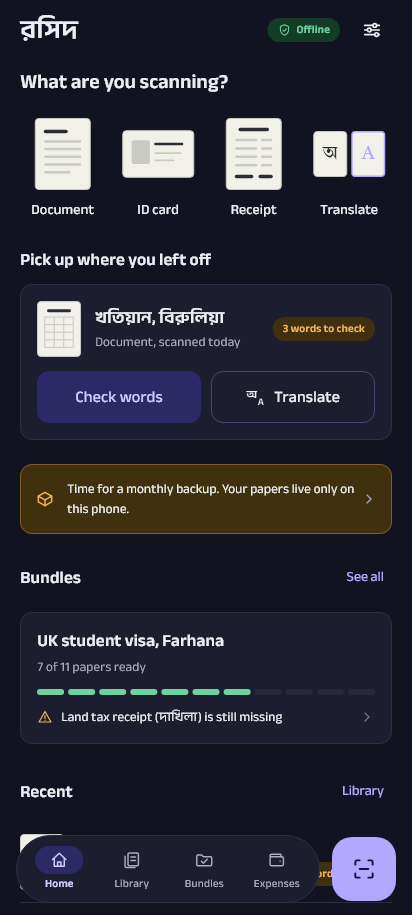 রসিদ
Offline
What are you scanning?
অ
A
Document
ID card
Receipt
Translate
Pick up where you left off
খতিয়ান, বিরুলিয়া
Document, scanned today
3 words to check
Check words
অ
A
Translate
Time for a monthly backup. Your papers live only on
this phone.
Bundles
See all
UK student visa, Farhana
7 of 11 papers ready
Land tax receipt (দাখিলা) is still missing
Recent
Library
Home
Library
Bundles
Expenses